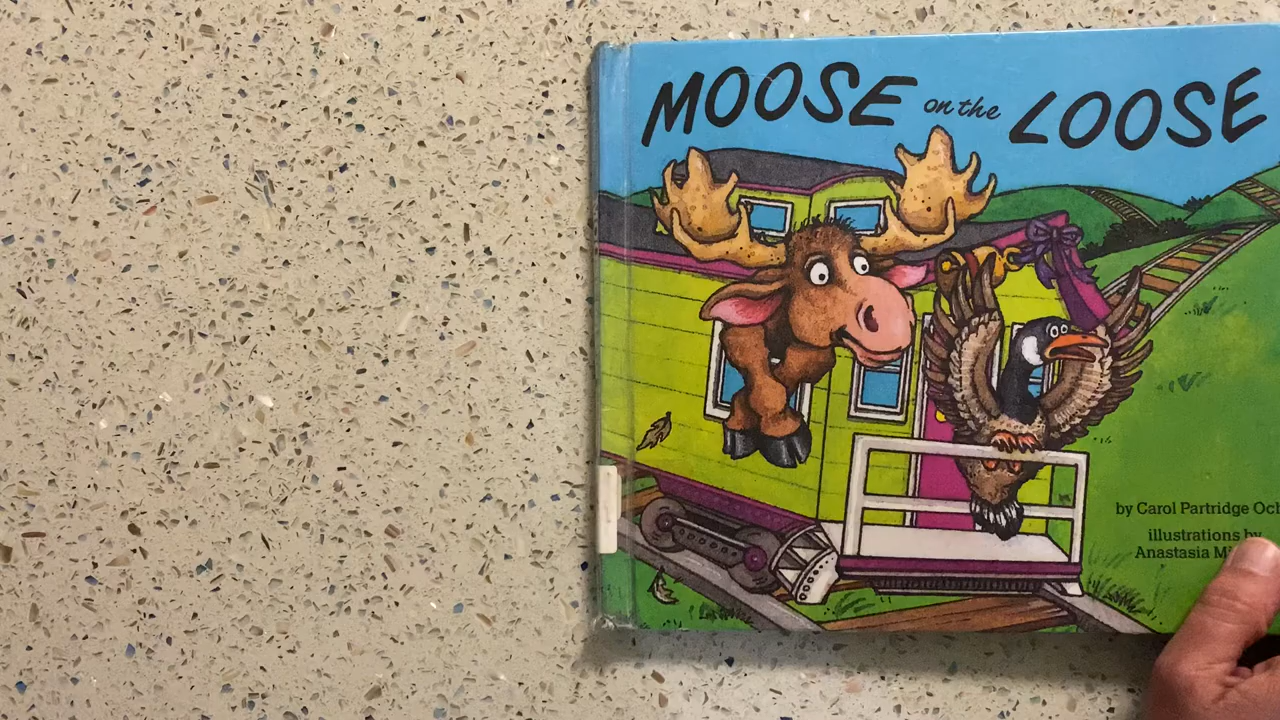 MOOSE on the LOOSE
by Carol Partridge
illustrations by
Anastasia